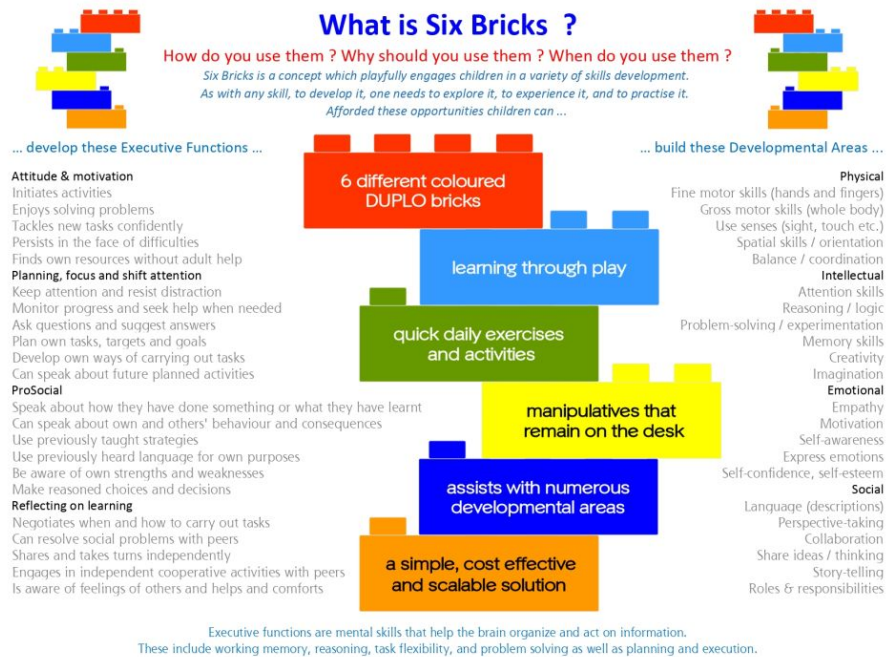 What is Six Bricks ?
How do you use them ? Why should you use them ? When do you use them ?
Six Bricks is a concept which playfully engages children in a variety of skills development.
As with any skill, to develop it, one needs to explore it, to experience it, and to practise it.
Afforded these opportunities children can ...
... develop these Executive Functions ...
Attitude & motivation
Initiates activities
Enjoys solving problems
Tackles new tasks confidently
Persists in the face of difficulties
Finds own resources without adult help
Planning, focus and shift attention
Keep attention and resist distraction
Monitor progress and seek help when needed
Ask questions and suggest answers
Plan own tasks, targets and goals
Develop own ways of carrying out tasks
Can speak about future planned activities
ProSocial
Speak about how they have done something or what they have learnt
Can speak about own and others' behaviour and consequences
Use previously taught strategies
Use previously heard language for own purposes
Be aware of own strengths and weaknesses
Make reasoned choices and decisions
Reflecting on learning
Negotiates when and how to carry out tasks
Can resolve social problems with peers
Shares and takes turns independently
Engages in independent cooperative activities with peers
Is aware of feelings of others and helps and comforts
6 different coloured
DUPLO bricks
learning through play
quick daily exercises
and activities
manipulatives that
remain on the desk
assists with numerous
developmental areas
a simple, cost effective
and scalable solution
... build these Developmental Areas ...
Physical
Fine motor skills (hands and fingers)
Gross motor skills (whole body)
Use senses (sight, touch etc.)
Spatial skills / orientation
Balance / coordination
Intellectual
Attention skills
Reasoning / logic
Problem-solving / experimentation
Memory skills
Creativity
Imagination
Emotional
Empathy
Motivation
Self-awareness
Express emotions
Self-confidence, self-esteem
Social
Language (descriptions)
Perspective-taking
Collaboration
Share ideas / thinking
Story-telling
Roles & responsibilities
Executive functions are mental skills that help the brain organize and act on information.
These include working memory, reasoning, task flexibility, and problem solving as well as planning and execution.